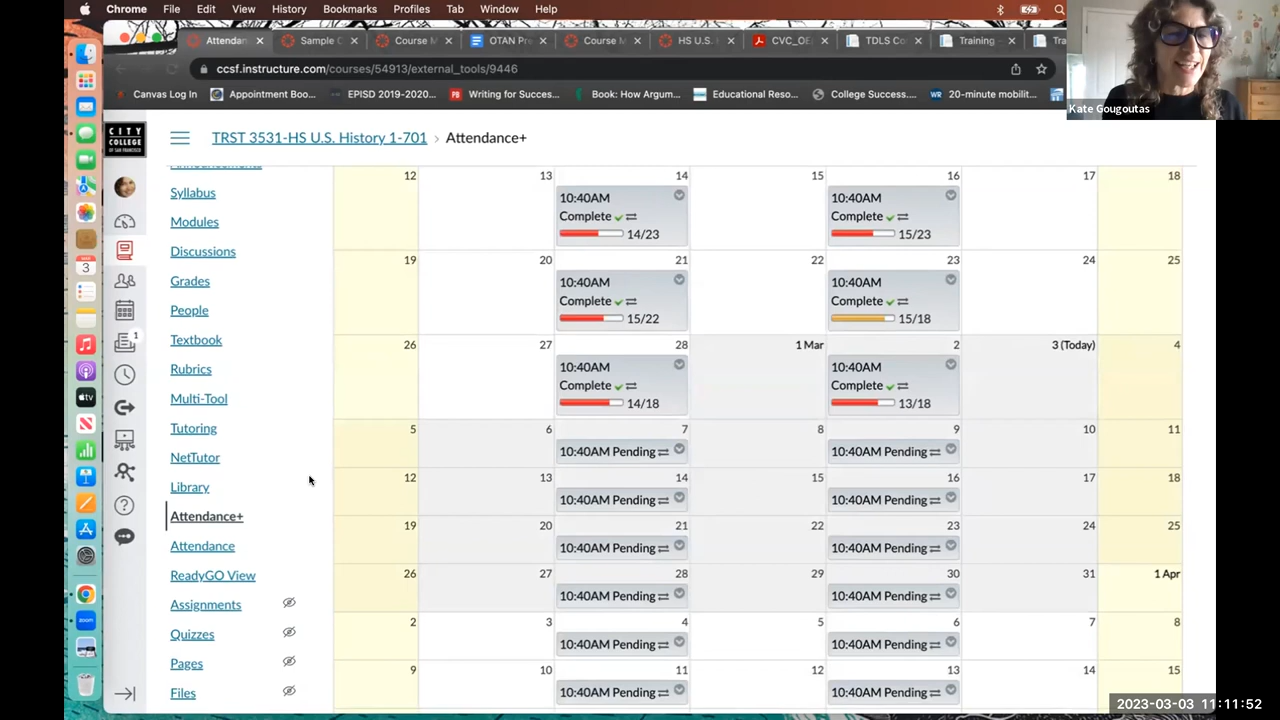 Chrome File Edit View History Bookmarks Profiles Tab Window Help
Attendan Sample C Course M OTAN Pre Course M HS U.S. CVC_OE TDLS Co Training - Tra
ccsf.instructure.com/courses/54913/external_tools/9446
Canvas Log In Appointment Boo... EPISD 2019-2020... Writing for Succes... Book: How Argum... Educational Reso... College Success.... 20-minute mobilit...
Kate Gougoutas
CITY
COLLEGE
OF SAN FRANCISCO
TRST 3531-HS U.S. History 1-701 › Attendance+
Announcements
Syllabus
Modules
Discussions
Grades
People
Textbook
Rubrics
Multi-Tool
Tutoring
NetTutor
Library
Attendance+
Attendance
ReadyGO View
Assignments
Quizzes
Pages
Files
3
1
tv
zoom
12 13 14 15 16 17 18
10:40AM 10:40AM
Complete Complete
14/23 15/23
19 20 21 22 23 24 25
10:40AM 10:40AM
Complete Complete
15/22 15/18
26 27 28 1 Mar 2 3 (Today) 4
10:40AM 10:40AM
Complete Complete
14/18 13/18
5 6 7 8 9 10 11
10:40AM Pending 10:40AM Pending
12 13 14 15 16 17 18
10:40AM Pending 10:40AM Pending
19 20 21 22 23 24 25
10:40AM Pending 10:40AM Pending
26 27 28 29 30 31 1 Apr
10:40AM Pending 10:40AM Pending
2 3 4 5 6 7 8
10:40AM Pending 10:40AM Pending
9 10 11 12 13 14 15
10:40AM Pending 10:40AM Pending
2023-03-03 11:11:52